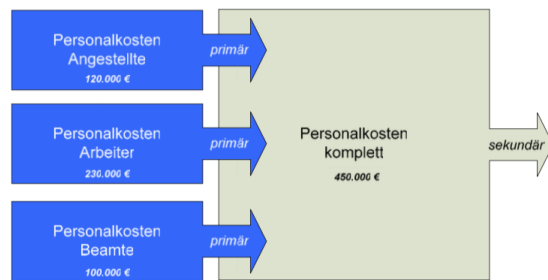 Personalkosten
Angestellte
120.000 €
primär
Personalkosten
Arbeiter
230.000 €
primär
Personalkosten
Beamte
100.000 €
primär
Personalkosten
komplett
450.000 €
sekundär